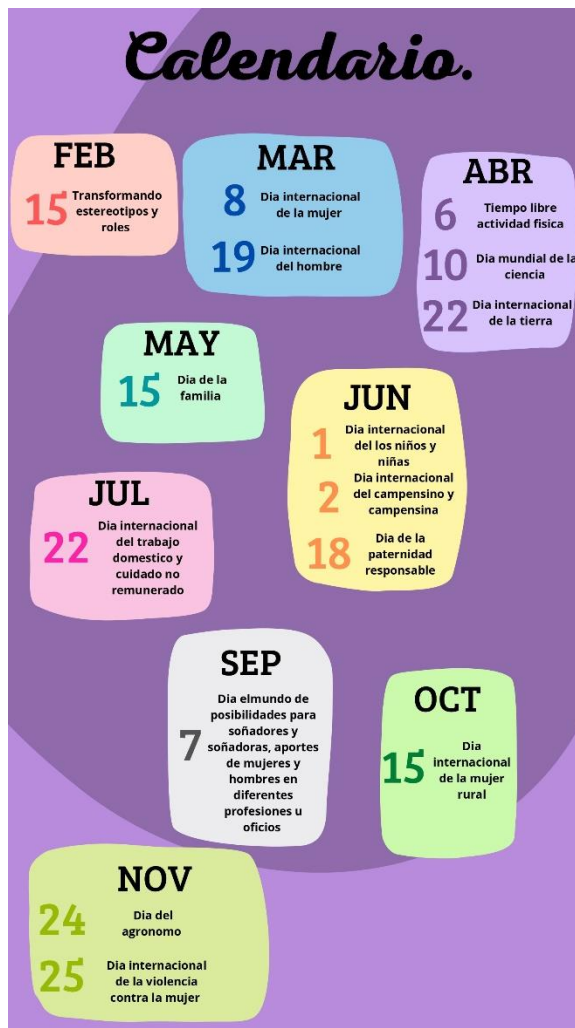 Calendario.
FEB
15
Transformando
estereotipos y
roles
MAR
8
Dia internacional
de la mujer
19
Dia internacional
del hombre
ABR
6
Tiempo libre
actividad fisica
10
Dia mundial de la
ciencia
22
Dia internacional
de la tierra
MAY
15
Dia de la
familia
JUN
1
Dia internacional
del los niños y
niñas
2
Dia internacional
del campensino y
campensina
18
Dia de la
paternidad
responsable
JUL
22
Dia internacional
del trabajo
domestico y
cuidado no
remunerado
SEP
7
Dia elmundo de
posibilidades para
soñadores y
soñadoras, aportes
de mujeres y
hombres en
diferentes
profesiones u
oficios
OCT
15
Dia
internacional
de la mujer
rural
NOV
24
Dia del
agronomo
25
Dia internacional
de la violencia
contra la mujer